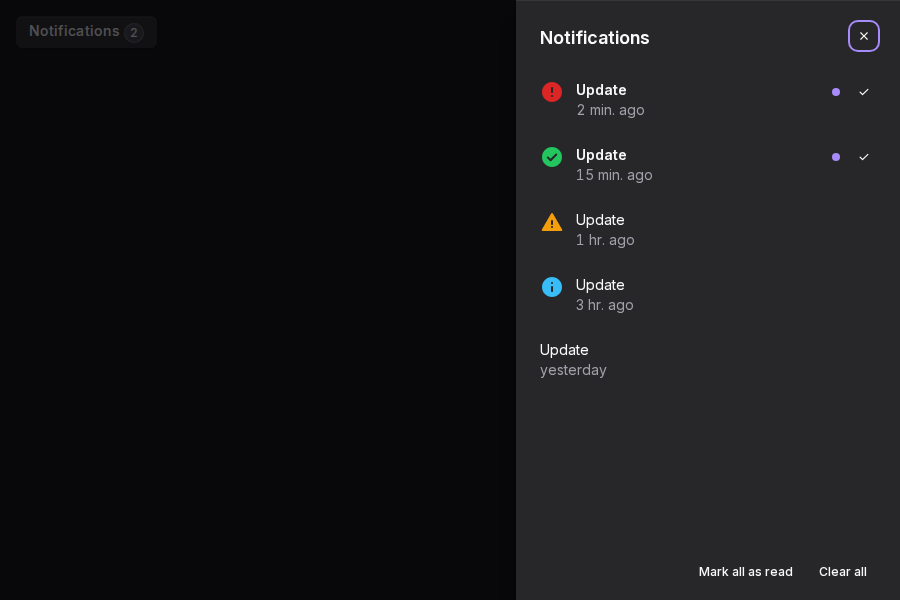 Notifications 2
Notifications
Update
2 min. ago
Update
15 min. ago
Update
1 hr. ago
Update
3 hr. ago
Update
yesterday
Mark all as read Clear all